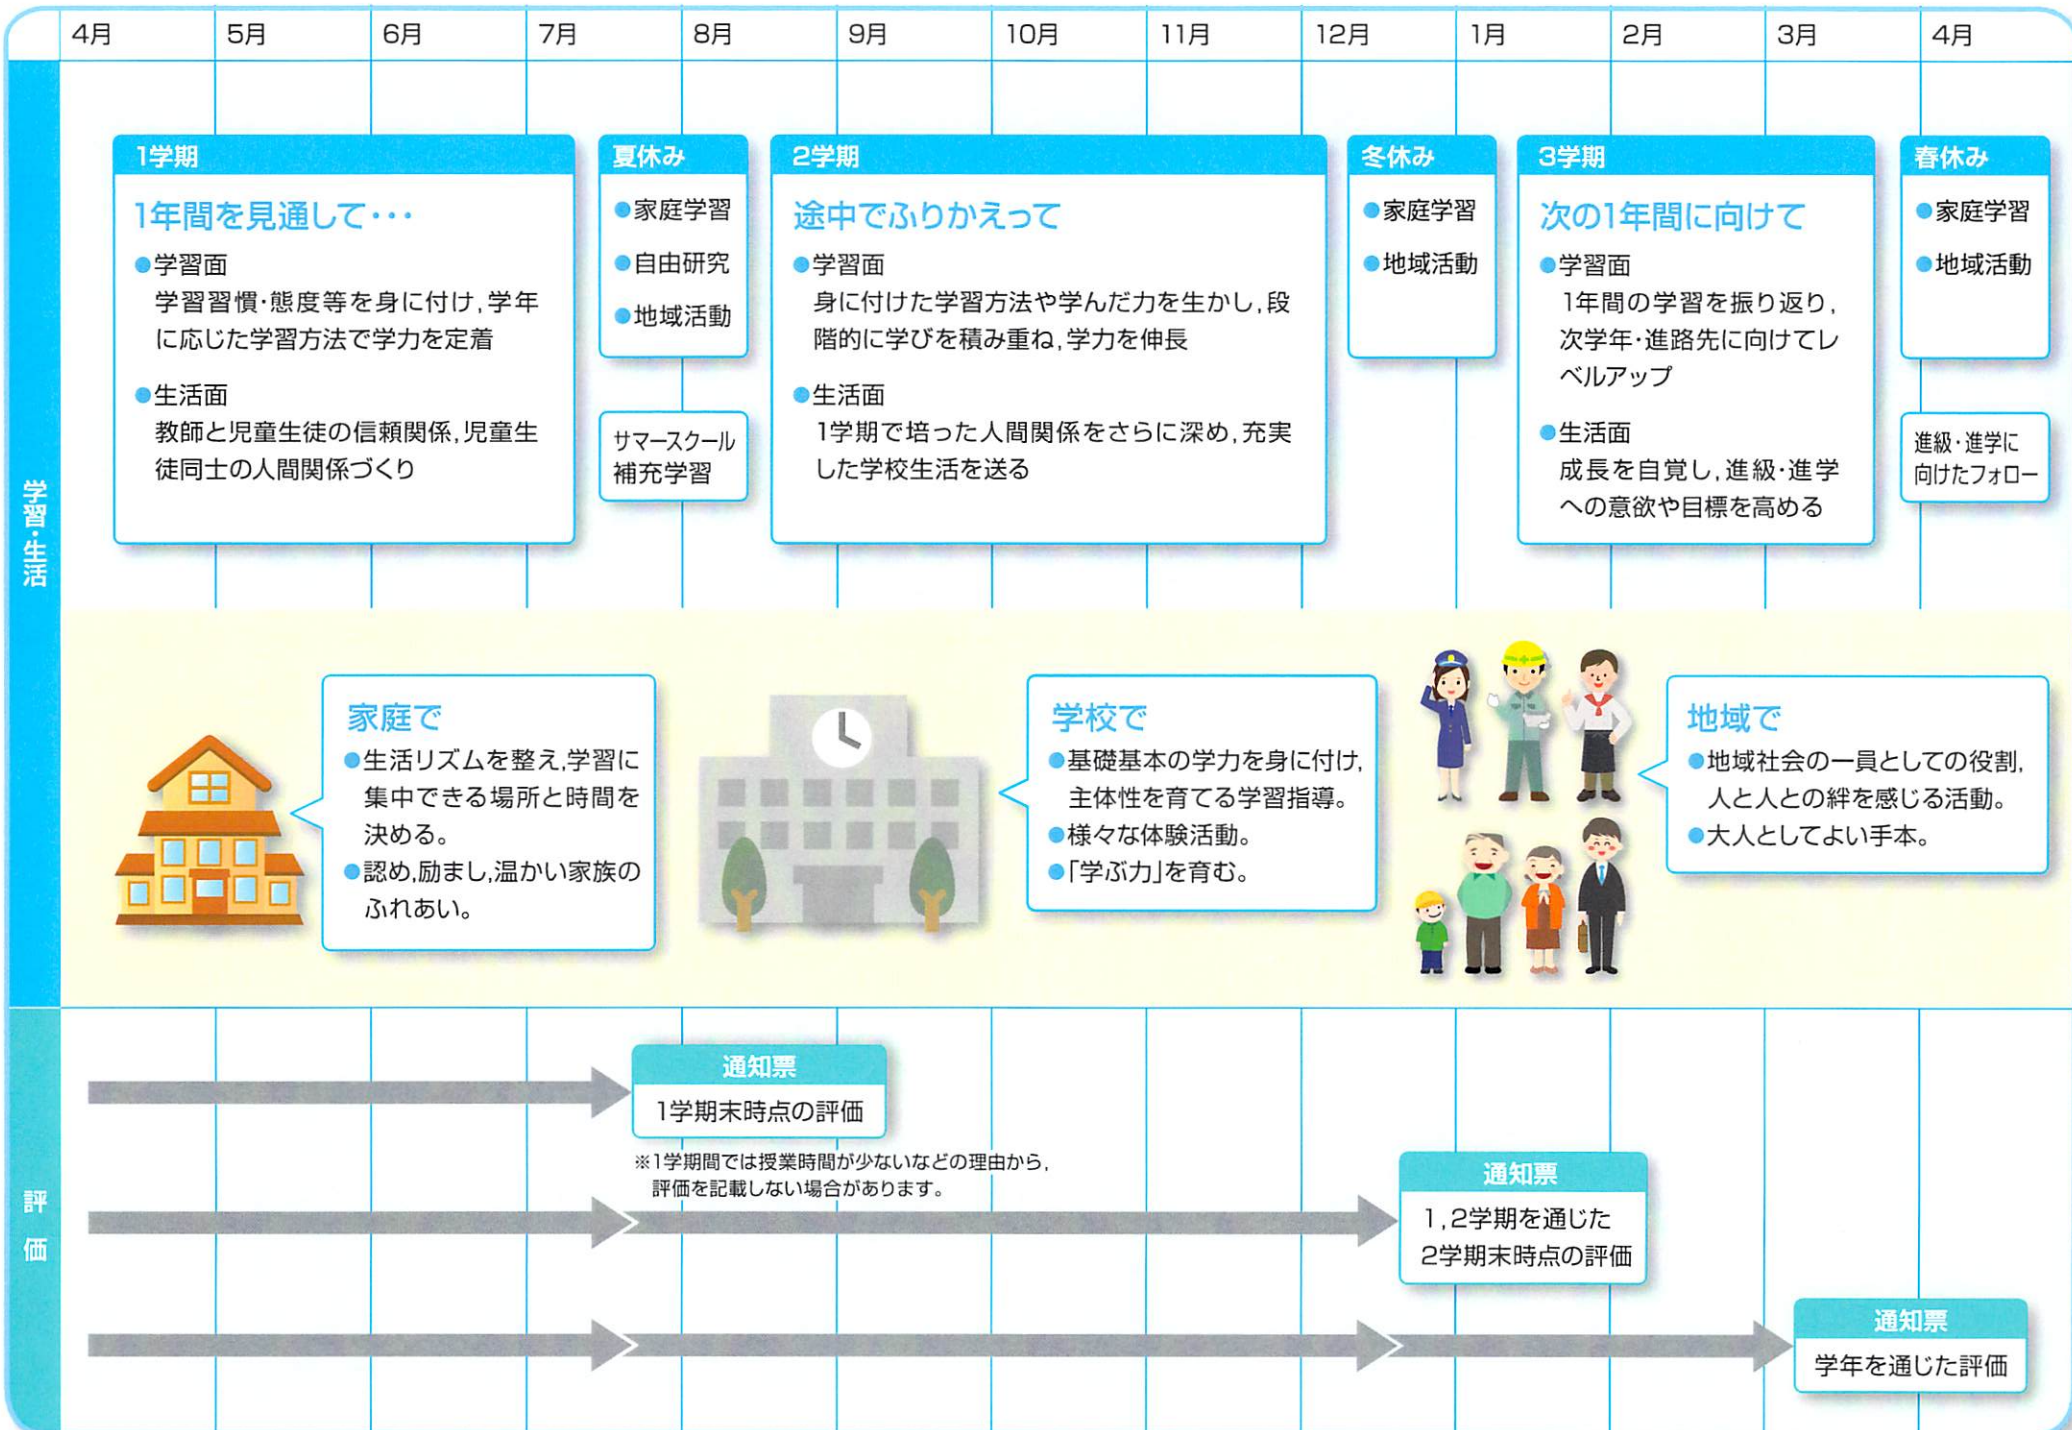 4月 5月 6月 7月 8月 9月 10月 11月 12月 1月 2月 3月 4月
学習・生活
1学期
1年間を見通して・・・
●学習面
学習習慣・態度等を身に付け,学年
に応じた学習方法で学力を定着
●生活面
教師と児童生徒の信頼関係,児童生
徒同士の人間関係づくり
夏休み
●家庭学習
●自由研究
●地域活動
サマースクール
補充学習
2学期
途中でふりかえって
●学習面
身に付けた学習方法や学んだ力を生かし,段
階的に学びを積み重ね,学力を伸長
●生活面
1学期で培った人間関係をさらに深め,充実
した学校生活を送る
冬休み
●家庭学習
●地域活動
3学期
次の1年間に向けて
●学習面
1年間の学習を振り返り,
次学年・進路先に向けてレ
ベルアップ
●生活面
成長を自覚し,進級・進学
への意欲や目標を高める
春休み
●家庭学習
●地域活動
進級・進学に
向けたフォロー
家庭で
●生活リズムを整え,学習に
集中できる場所と時間を
決める。
●認め,励まし,温かい家族の
ふれあい。
学校で
●基礎基本の学力を身に付け,
主体性を育てる学習指導。
●様々な体験活動。
●「学ぶ力」を育む。
地域で
●地域社会の一員としての役割,
人と人との絆を感じる活動。
●大人としてよい手本。
評価
通知票
1学期末時点の評価
※1学期間では授業時間が少ないなどの理由から,
評価を記載しない場合があります。
通知票
1,2学期を通じた
2学期末時点の評価
通知票
学年を通じた評価